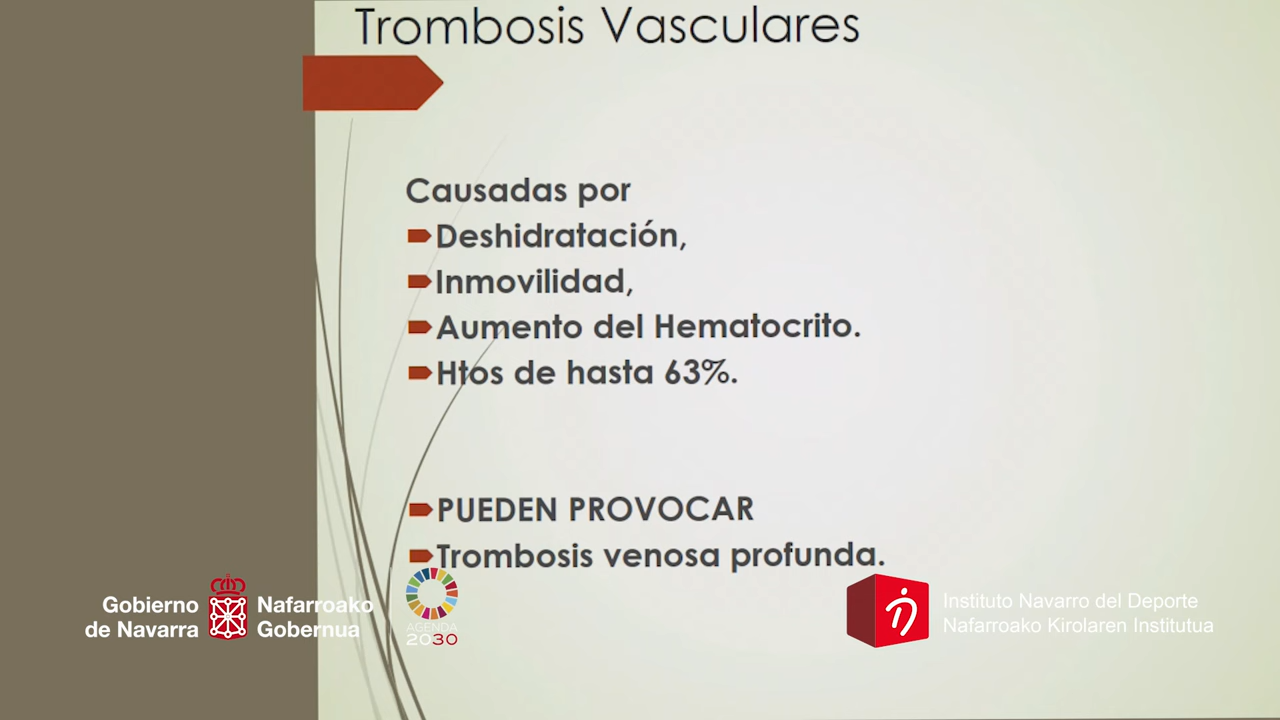 Trombosis Vasculares
Causadas por
Deshidratación,
Inmovilidad,
Aumento del Hematocrito.
Htos de hasta 63%.
PUEDEN PROVOCAR
Trombosis venosa profunda.
Gobierno
de Navarra
Nafarroako
Gobernua
AGENDA
2030
Instituto Navarro del Deporte
Nafarroako Kirolaren Institutua